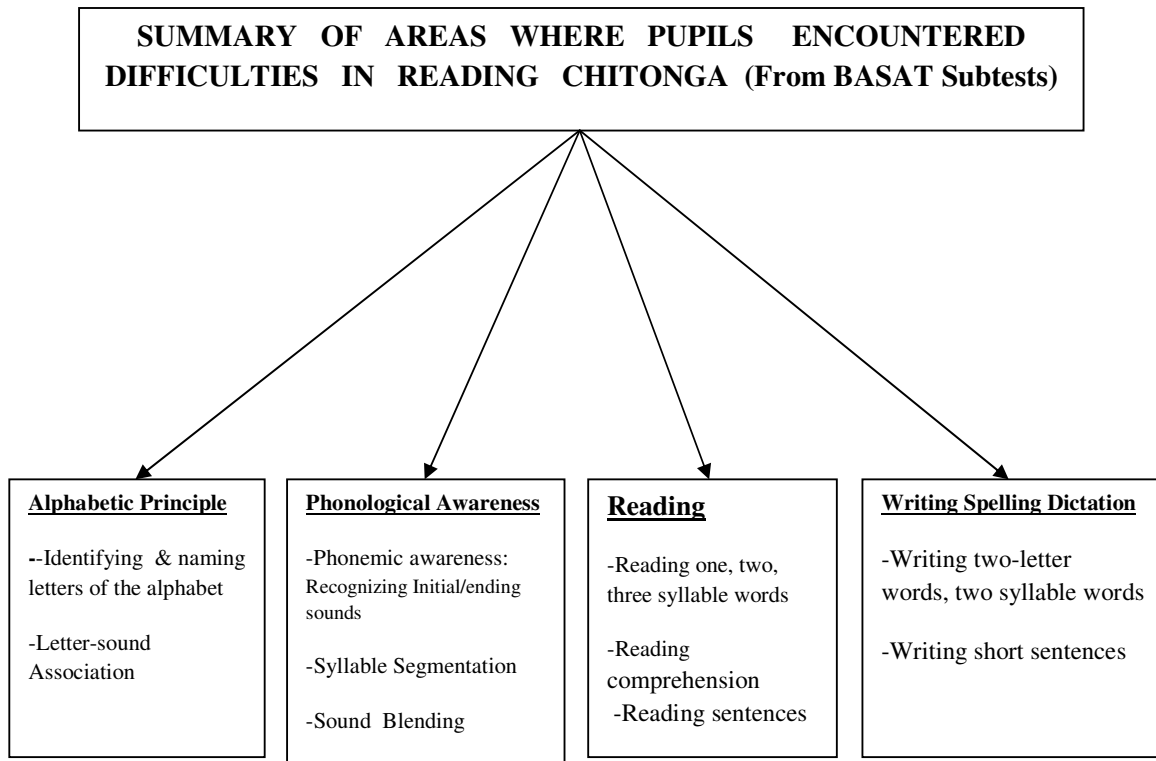 SUMMARY OF AREAS WHERE PUPILS ENCOUNTERED
DIFFICULTIES IN READING CHITONGA (From BASAT Subtests)
Alphabetic Principle
--Identifying & naming
letters of the alphabet
-Letter-sound
Association
Phonological Awareness
-Phonemic awareness:
Recognizing Initial/ending
sounds
-Syllable Segmentation
-Sound Blending
Reading
-Reading one, two,
three syllable words
-Reading
comprehension
-Reading sentences
Writing Spelling Dictation
-Writing two-letter
words, two syllable words
-Writing short sentences